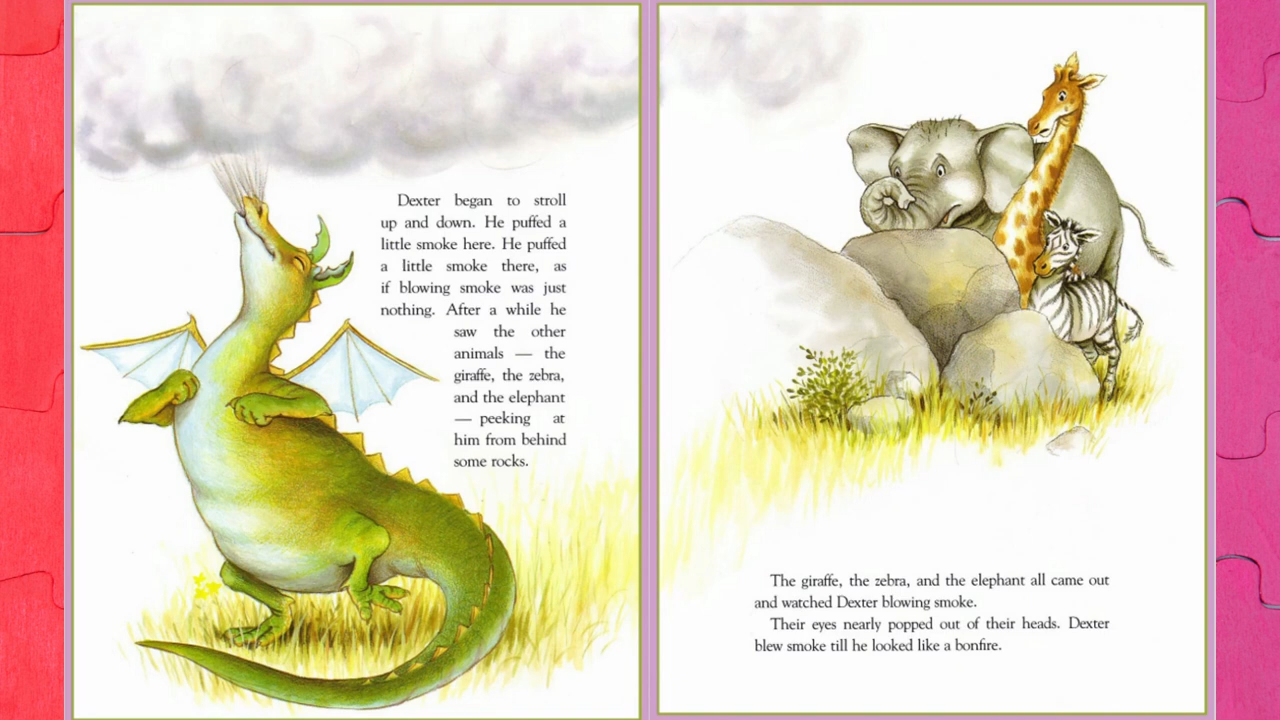 Dexter began to stroll
up and down. He puffed a
little smoke here. He puffed
a little smoke there, as
if blowing smoke was just
nothing. After a while he
saw the other
animals — the
giraffe, the zebra,
and the elephant
— peeking at
him from behind
some rocks.
The giraffe, the zebra, and the elephant all came out
and watched Dexter blowing smoke.
Their eyes nearly popped out of their heads. Dexter
blew smoke till he looked like a bonfire.